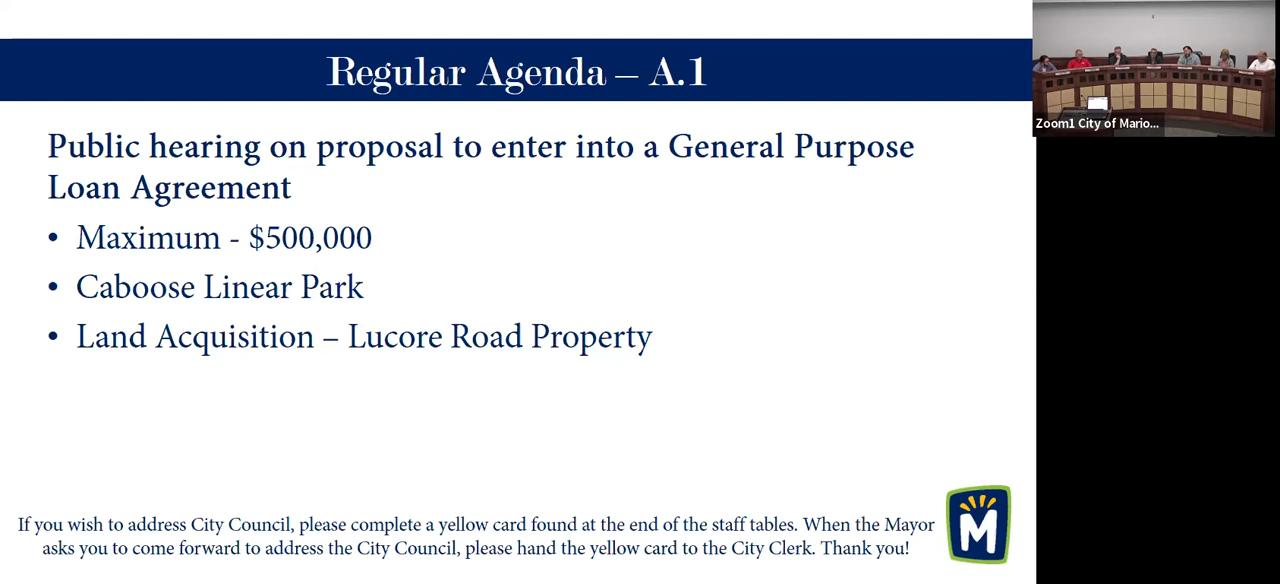 Regular Agenda – A.1
Public hearing on proposal to enter into a General Purpose
Loan Agreement
• Maximum - $500,000
• Caboose Linear Park
• Land Acquisition – Lucore Road Property
If you wish to address City Council, please complete a yellow card found at the end of the staff tables. When the Mayor
asks you to come forward to address the City Council, please hand the yellow card to the City Clerk. Thank you!
M
Zoom1 City of Mario...